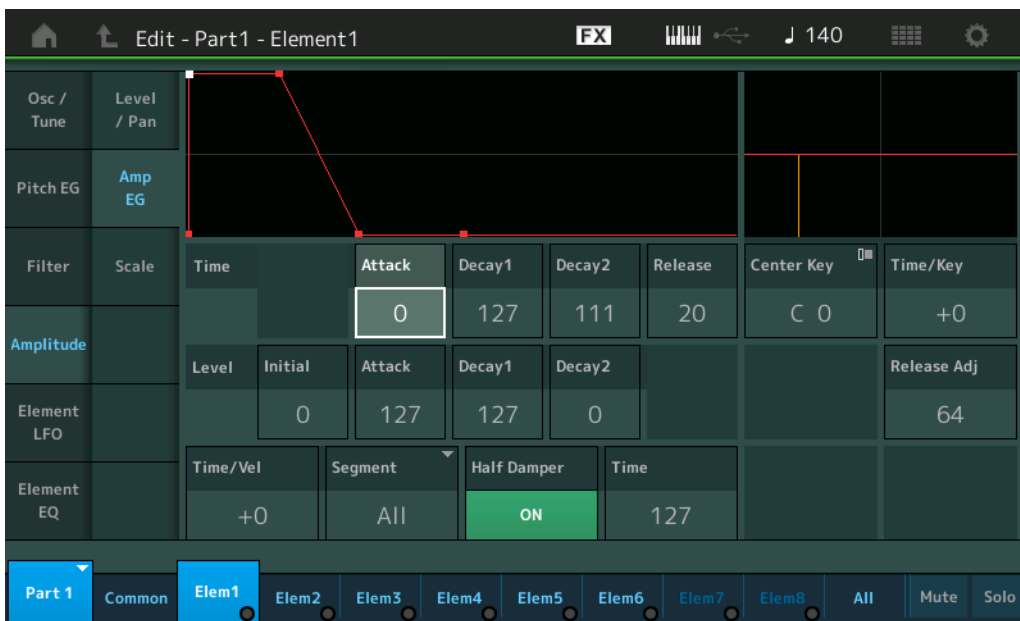 Edit - Part1 - Element1
FX
♩ 140
Osc /
Tune
Level
/ Pan
Pitch EG
Amp
EG
Filter
Scale
Amplitude
Element
LFO
Element
EQ
Time
Attack
Decay1
Decay2
Release
Center Key
Time/Key
0
127
111
20
C 0
+0
Level
Initial
Attack
Decay1
Decay2
Release Adj
0
127
127
0
64
Time/Vel
Segment
Half Damper
Time
+0
All
ON
127
Part 1
Common
Elem1
Elem2
Elem3
Elem4
Elem5
Elem6
Elem7
Elem8
All
Mute
Solo